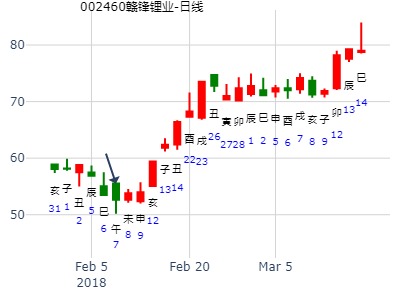 002460赣锋锂业-日线
80
70
60
50
亥
31
子
1
丑
2
辰
5
巳
6
午
7
未
8
申
9
亥
12
子
13
丑
14
酉
22
戌
23
丑
26
寅
27
卯
28
辰
1
巳
2
申
5
酉
6
戌
7
亥
8
子
9
卯
12
辰
13
巳
14
Feb 5
2018
Feb 20
Mar 5